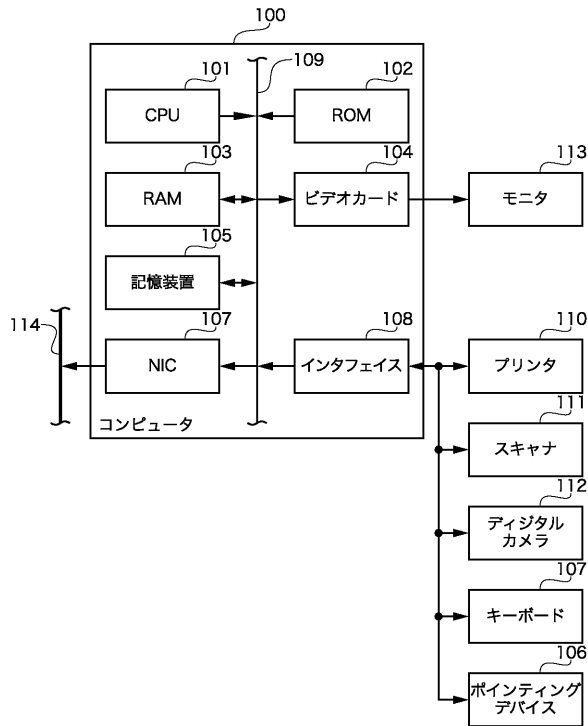 100
101
109
102
CPU
ROM
103
104
113
RAM
ビデオカード
モニタ
105
記憶装置
114
107
108
110
NIC
インタフェイス
プリンタ
コンピュータ
111
スキャナ
112
ディジタル
カメラ
107
キーボード
106
ポインティング
デバイス